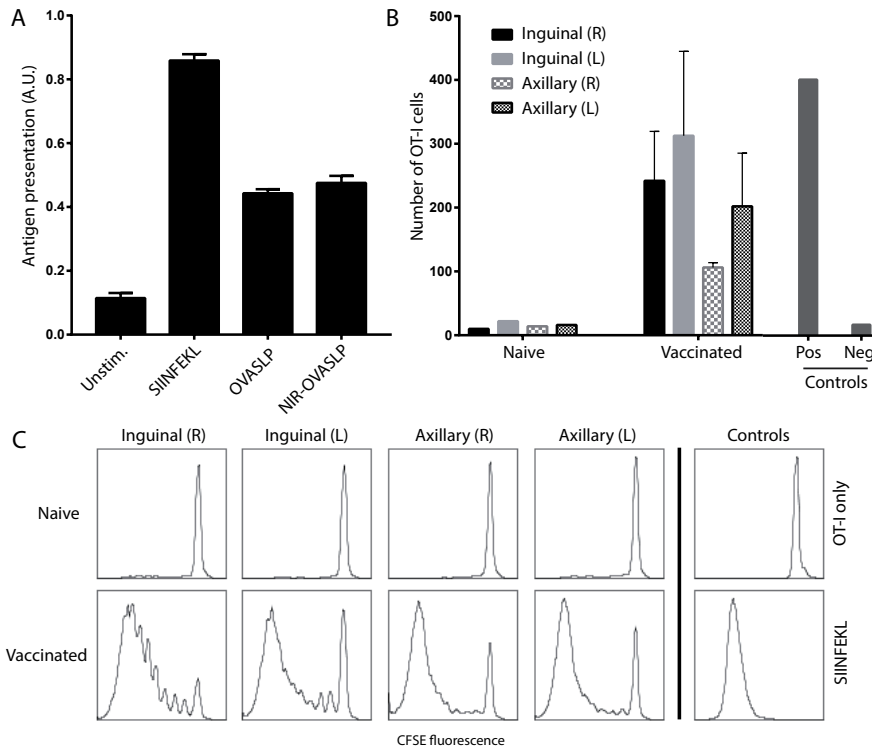 A
Antigen presentation (A.U.)
1.0
0.8
0.6
0.4
0.2
0.0
Unstim.
SIINFEKL
OVASLP
NIR-OVASLP
B
Number of OT-I cells
500
400
300
200
100
0
Inguinal (R)
Inguinal (L)
Axillary (R)
Axillary (L)
Naive
Vaccinated
Pos
Neg
Controls
C
Inguinal (R)
Inguinal (L)
Axillary (R)
Axillary (L)
Controls
Naive
OT-I only
Vaccinated
SIINFEKL
CFSE fluorescence